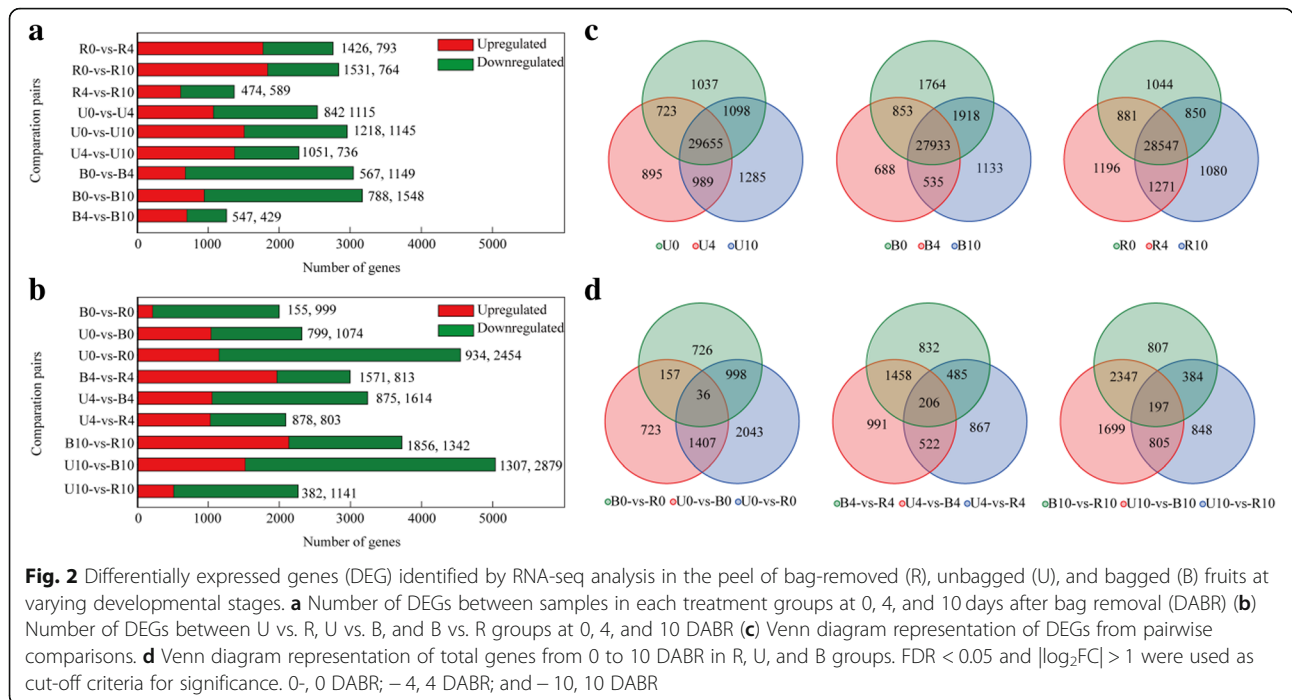 a
Comparation pairs
Upregulated
Downregulated
R0-vs-R4 1426, 793
R0-vs-R10 1531, 764
R4-vs-R10 474, 589
U0-vs-U4 842 1115
U0-vs-U10 1218, 1145
U4-vs-U10 1051, 736
B0-vs-B4 567, 1149
B0-vs-B10 788, 1548
B4-vs-B10 547, 429
0 1000 2000 3000 4000 5000
Number of genes
b
Comparation pairs
Upregulated
Downregulated
B0-vs-R0 155, 999
U0-vs-B0 799, 1074
U0-vs-R0 934, 2454
B4-vs-R4 1571, 813
U4-vs-B4 875, 1614
U4-vs-R4 878, 803
B10-vs-R10 1856, 1342
U10-vs-B10 1307, 2879
U10-vs-R10 382, 1141
0 1000 2000 3000 4000 5000
Number of genes
c
1037
723 1098
29655
895 989 1285
U0 U4 U10
1764
853 1918
27933
688 535 1133
B0 B4 B10
1044
881 850
28547
1196 1271 1080
R0 R4 R10
d
726
157 998
36
723 1407 2043
B0-vs-R0 U0-vs-B0 U0-vs-R0
832
1458 485
206
991 522 867
B4-vs-R4 U4-vs-B4 U4-vs-R4
807
2347 384
197
1699 805 848
B10-vs-R10 U10-vs-B10 U10-vs-R10
Fig. 2 Differentially expressed genes (DEG) identified by RNA-seq analysis in the peel of bag-removed (R), unbagged (U), and bagged (B) fruits at
varying developmental stages. a Number of DEGs between samples in each treatment groups at 0, 4, and 10 days after bag removal (DABR) (b)
Number of DEGs between U vs. R, U vs. B, and B vs. R groups at 0, 4, and 10 DABR (c) Venn diagram representation of DEGs from pairwise
comparisons. d Venn diagram representation of total genes from 0 to 10 DABR in R, U, and B groups. FDR < 0.05 and |log₂FC| > 1 were used as
cut-off criteria for significance. 0-, 0 DABR; − 4, 4 DABR; and − 10, 10 DABR